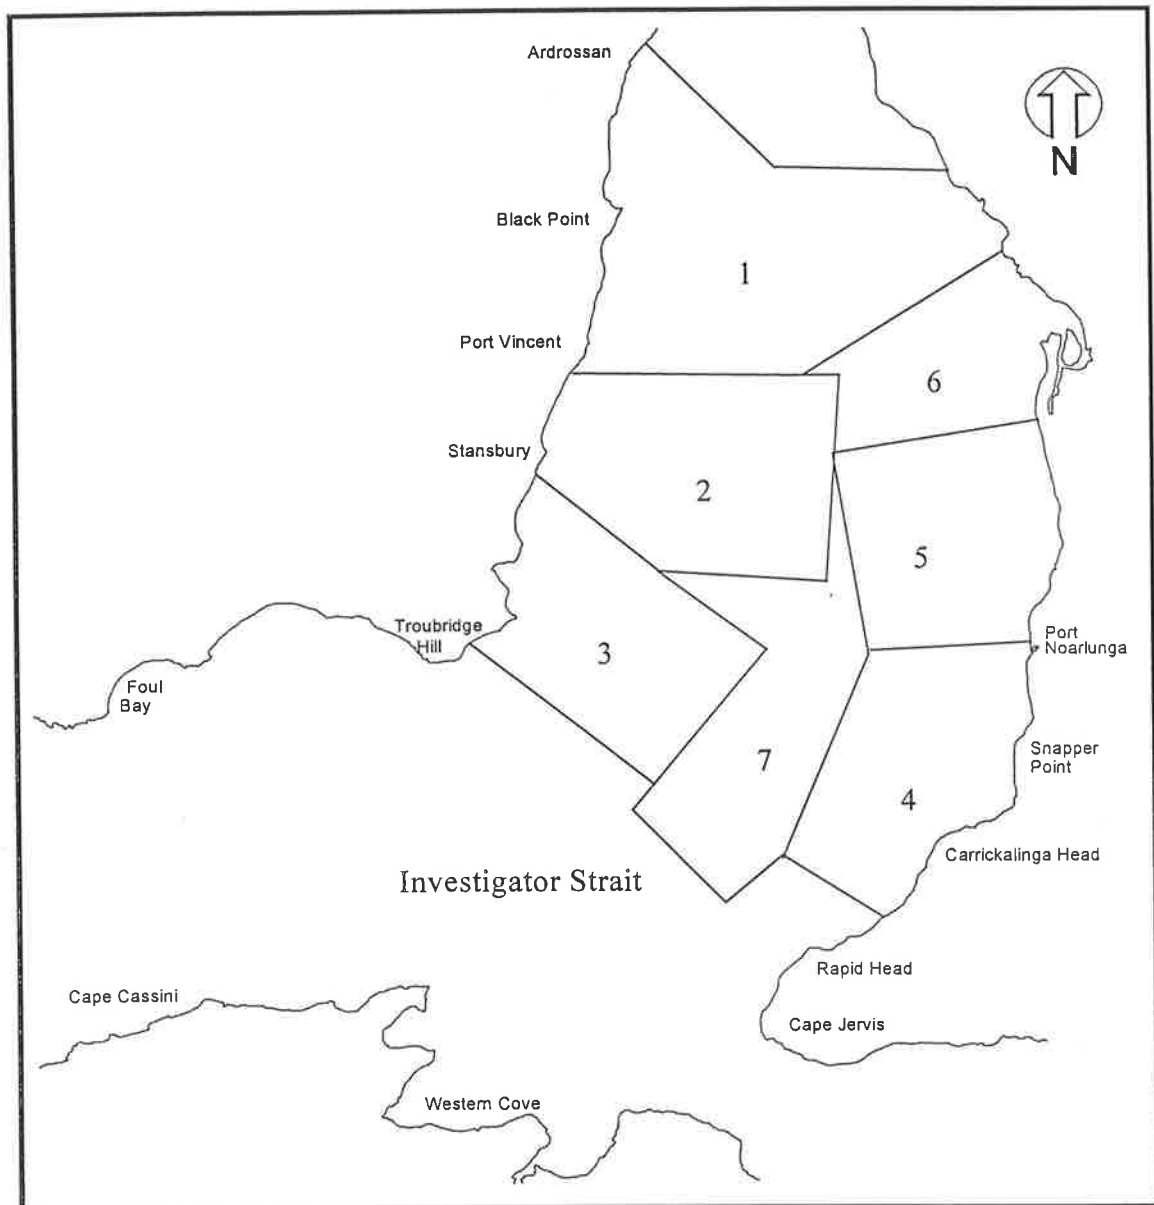 Ardrossan
N
Black Point
1
Port Vincent
6
Stansbury
2
5
Troubridge
Hill
3
Port
Noarlunga
Foul
Bay
7
Snapper
Point
4
Carrickalinga Head
Investigator Strait
Rapid Head
Cape Cassini
Cape Jervis
Western Cove